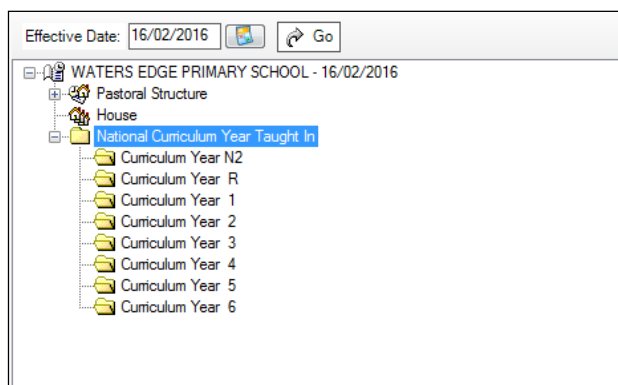 Effective Date: 16/02/2016 Go
WATERS EDGE PRIMARY SCHOOL - 16/02/2016
Pastoral Structure
House
National Curriculum Year Taught In
Curriculum Year N2
Curriculum Year R
Curriculum Year 1
Curriculum Year 2
Curriculum Year 3
Curriculum Year 4
Curriculum Year 5
Curriculum Year 6